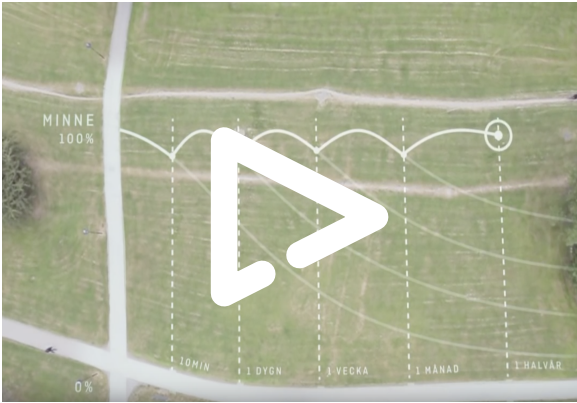 MINNE
100%
10MIN
1 DYGN
1 VECKA
1 MÅNAD
1 HALVÅR
0%